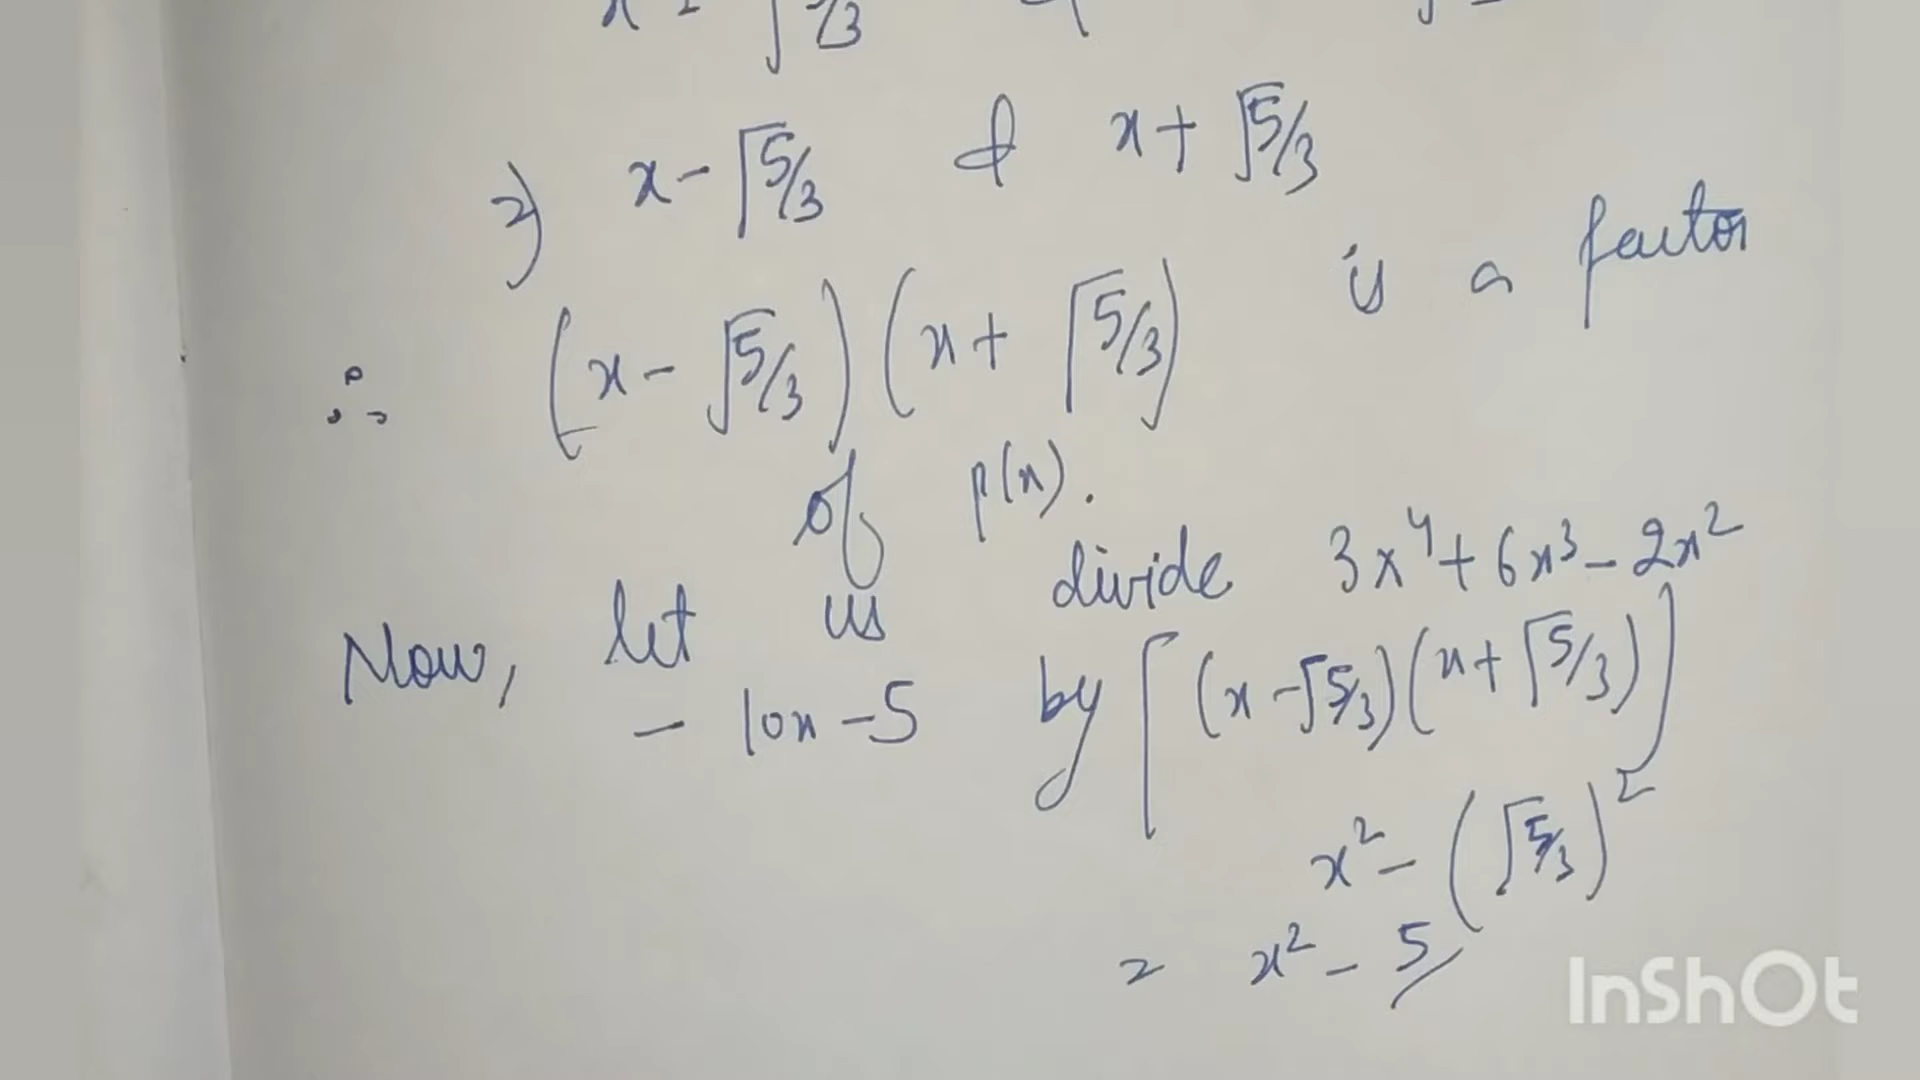 ⇒ x - √5/3 & x + √5/3
∴ (x - √5/3) (x + √5/3) is a factor
of p(x).
Now, let us divide 3x⁴ + 6x³ - 2x²
- 10x - 5 by [(x - √5/3)(x + √5/3)]
x² - (√5/3)²
= x² - 5/
InShOt